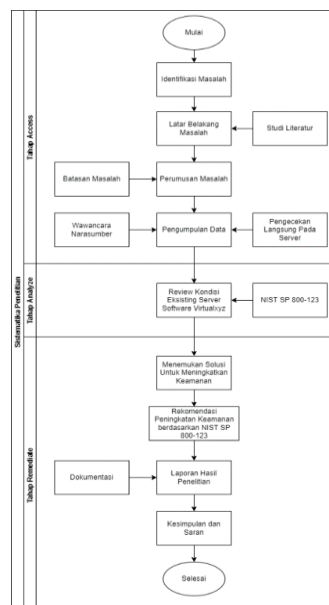 Mulai
Identifikasi Masalah
Latar Belakang
Masalah
Studi Literatur
Batasan Masalah
Perumusan Masalah
Wawancara
Narasumber
Pengumpulan Data
Pengecekan
Langsung Pada
Server
Tahap Access
Sistematika Penelitian
Review Kondisi
Eksisting Server
Software Virtualxyz
NIST SP 800-123
Tahap Analyze
Menemukan Solusi
Untuk Meningkatkan
Keamanan
Rekomendasi
Peningkatan Keamanan
berdasarkan NIST SP
800-123
Dokumentasi
Laporan Hasil
Penelitian
Kesimpulan dan
Saran
Selesai
Tahap Remediate